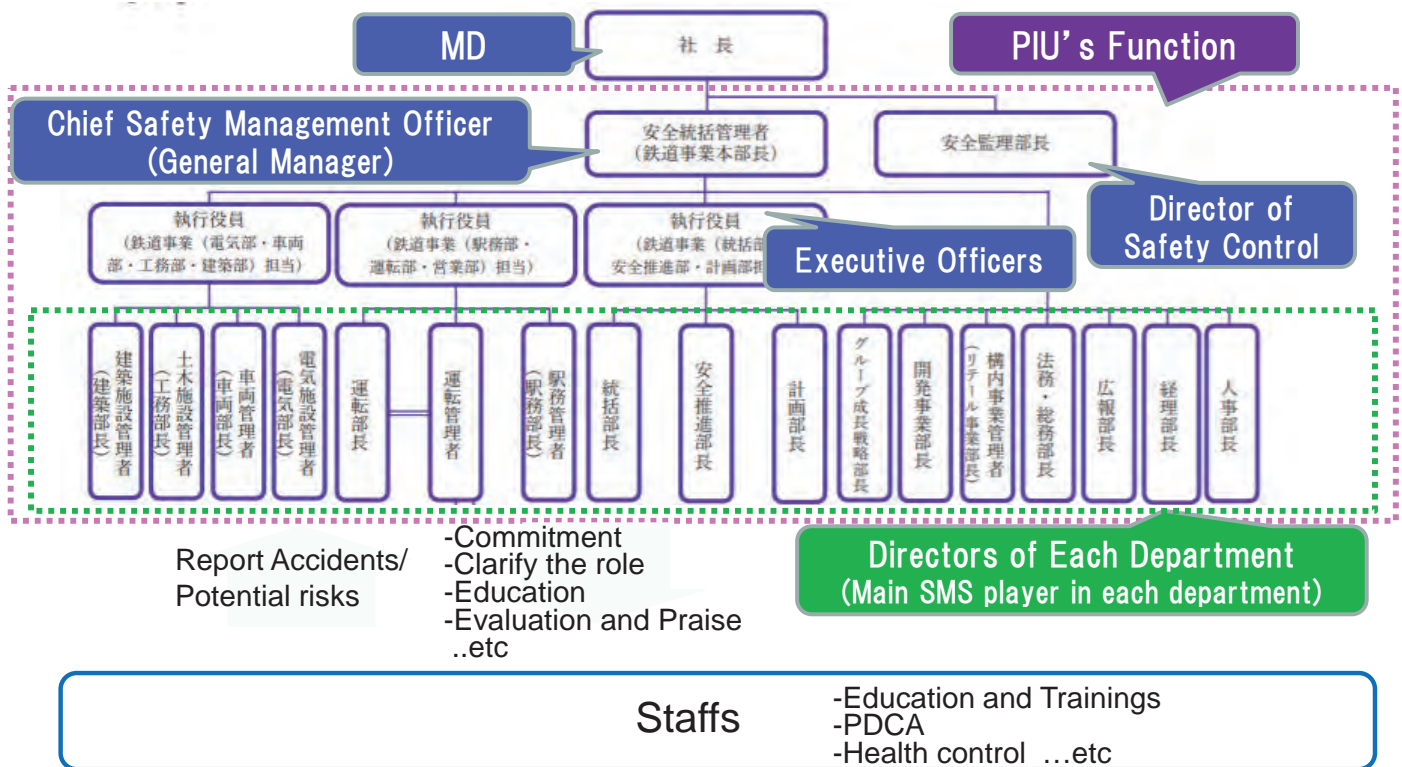 MD
社 長
PIU's Function
Chief Safety Management Officer
(General Manager)
安全統括管理者
(鉄道事業本部長)
安全監理部長
Director of
Safety Control
執行役員
(鉄道事業(電気部・車両
部・工務部・建築部)担当)
執行役員
(鉄道事業(駅務部・
運転部・営業部)担当)
執行役員
(鉄道事業(統括部
安全推進部・計画部担
Executive Officers
建築施設管理者
(建築部長)
土木施設管理者
(工務部長)
車両管理者
(車両部長)
電気施設管理者
(電気部長)
運転部長
運転管理者
駅務管理者
(駅務部長)
統括部長
安全推進部長
計画部長
グループ成長戦略部長
開発事業部長
構内事業管理者
(リテール事業部長)
法務・総務部長
広報部長
経理部長
人事部長
Report Accidents/
Potential risks
-Commitment
-Clarify the role
-Education
-Evaluation and Praise
..etc
Directors of Each Department
(Main SMS player in each department)
Staffs
-Education and Trainings
-PDCA
-Health control …etc